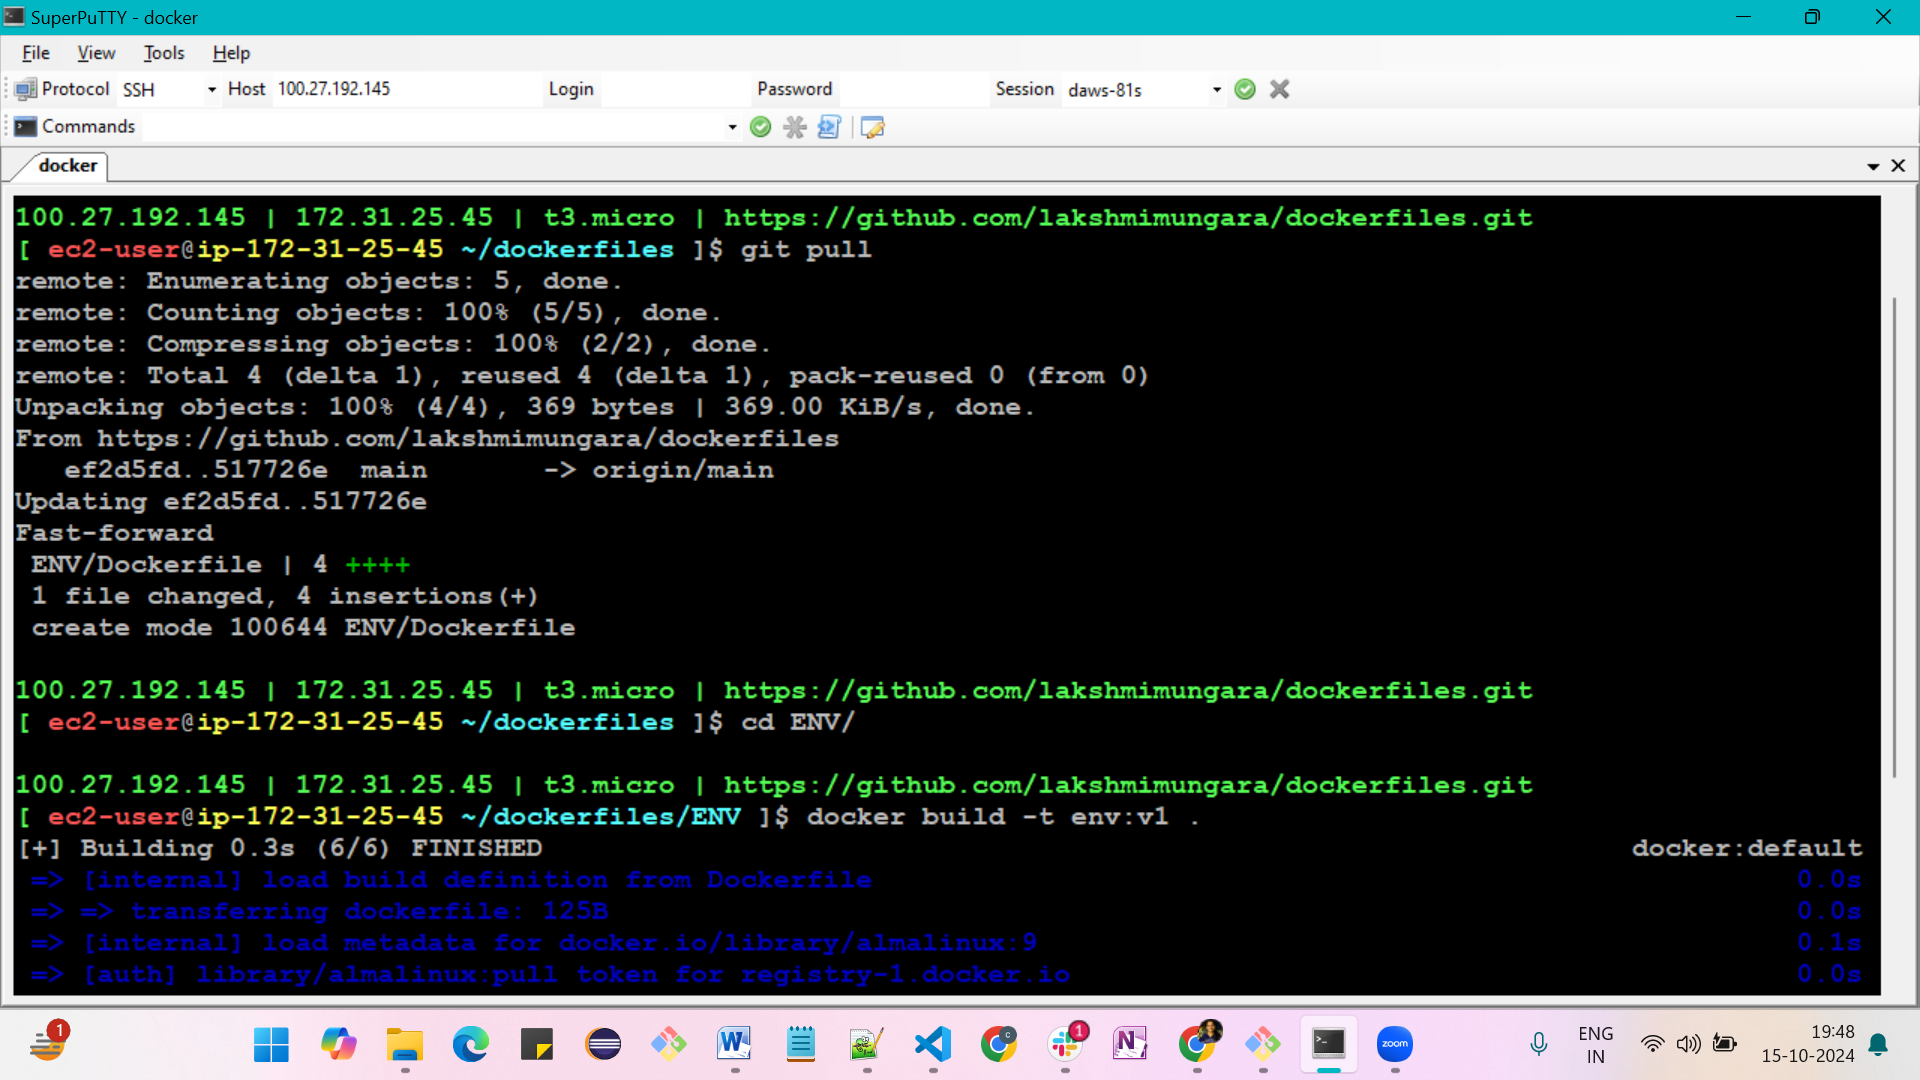 SuperPuTTY - docker
File View Tools Help
Protocol SSH Host 100.27.192.145 Login Password Session daws-81s
Commands
docker
100.27.192.145 | 172.31.25.45 | t3.micro | https://github.com/lakshmimungara/dockerfiles.git
[ ec2-user@ip-172-31-25-45 ~/dockerfiles ]$ git pull
remote: Enumerating objects: 5, done.
remote: Counting objects: 100% (5/5), done.
remote: Compressing objects: 100% (2/2), done.
remote: Total 4 (delta 1), reused 4 (delta 1), pack-reused 0 (from 0)
Unpacking objects: 100% (4/4), 369 bytes | 369.00 KiB/s, done.
From https://github.com/lakshmimungara/dockerfiles
   ef2d5fd..517726e  main       -> origin/main
Updating ef2d5fd..517726e
Fast-forward
 ENV/Dockerfile | 4 ++++
 1 file changed, 4 insertions(+)
 create mode 100644 ENV/Dockerfile
100.27.192.145 | 172.31.25.45 | t3.micro | https://github.com/lakshmimungara/dockerfiles.git
[ ec2-user@ip-172-31-25-45 ~/dockerfiles ]$ cd ENV/
100.27.192.145 | 172.31.25.45 | t3.micro | https://github.com/lakshmimungara/dockerfiles.git
[ ec2-user@ip-172-31-25-45 ~/dockerfiles/ENV ]$ docker build -t env:v1 .
[+] Building 0.3s (6/6) FINISHED docker:default
 => [internal] load build definition from Dockerfile 0.0s
 => => transferring dockerfile: 125B 0.0s
 => [internal] load metadata for docker.io/library/almalinux:9 0.1s
 => [auth] library/almalinux:pull token for registry-1.docker.io 0.0s
1
1
zoom
ENG
IN
19:48
15-10-2024